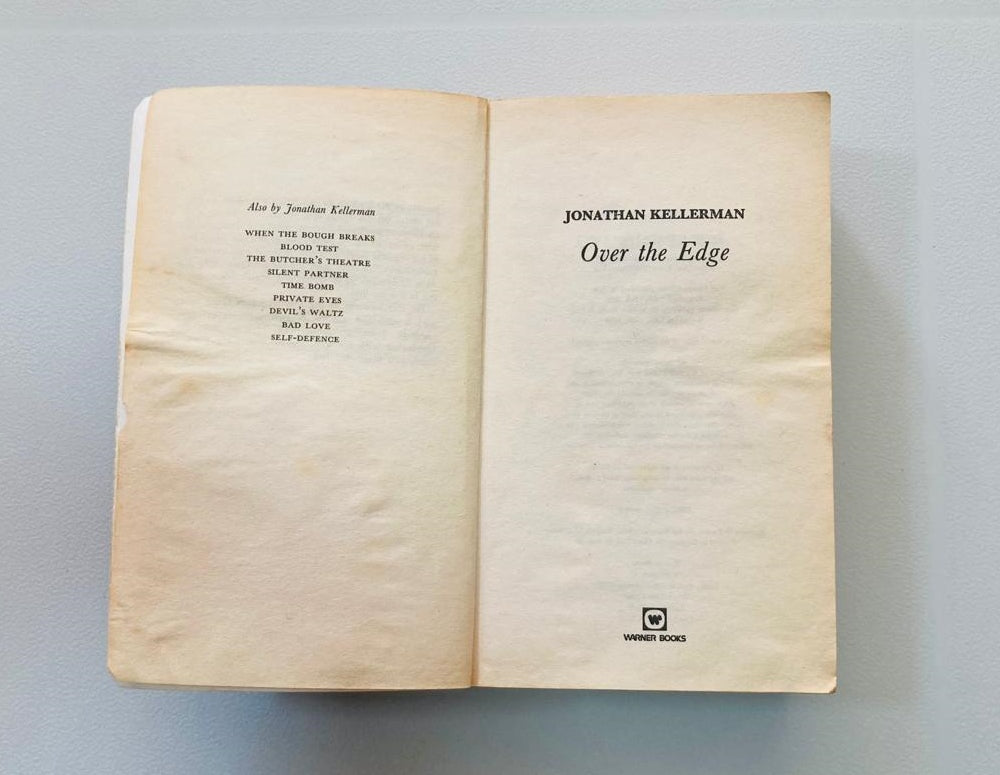 Also by Jonathan Kellerman
WHEN THE BOUGH BREAKS
BLOOD TEST
THE BUTCHER'S THEATRE
SILENT PARTNER
TIME BOMB
PRIVATE EYES
DEVIL'S WALTZ
BAD LOVE
SELF-DEFENCE
JONATHAN KELLERMAN
Over the Edge
W
WARNER BOOKS